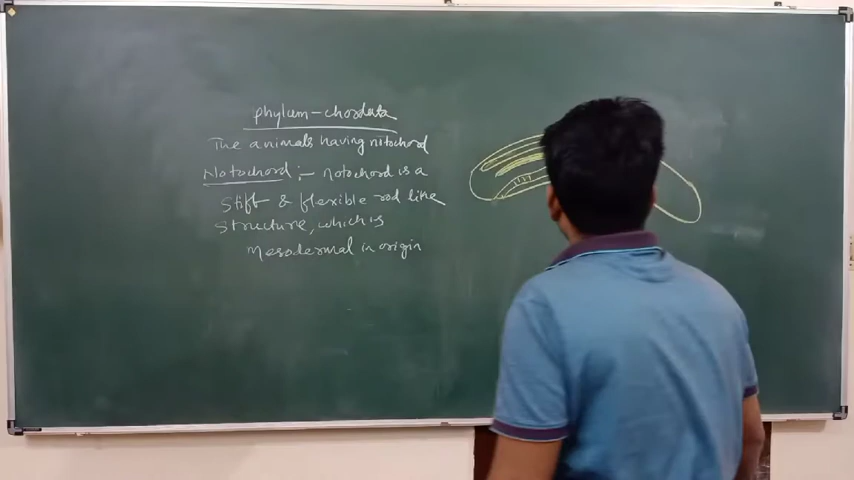 phylum-chordata
The animals having notochord
Notochord :- notochord is a
Stiff & flexible rod like
Structure, which is
Mesodermal in origin